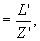 = L'/Z',